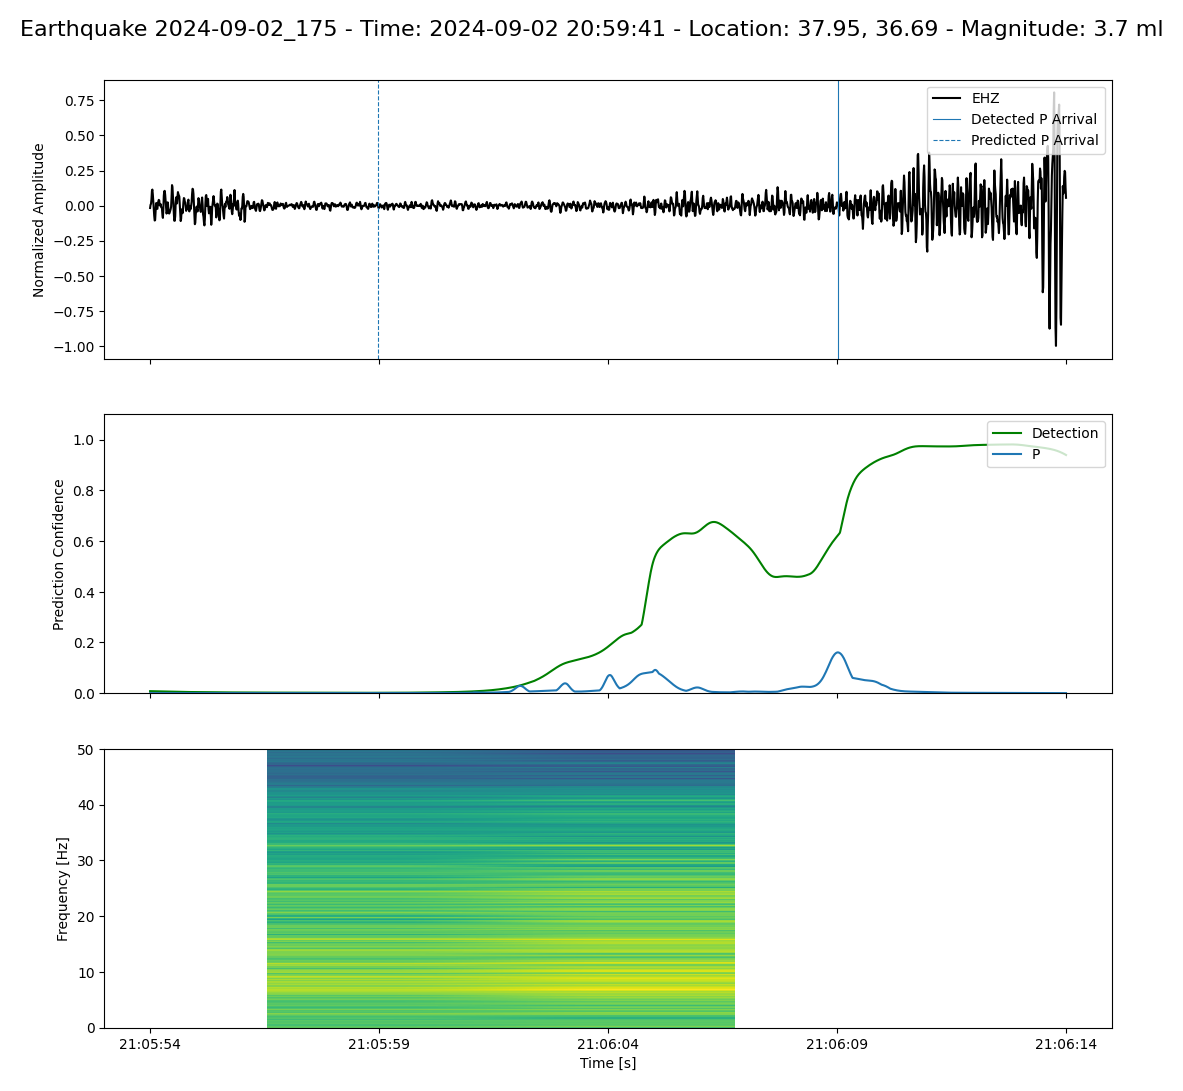 Earthquake 2024-09-02_175 - Time: 2024-09-02 20:59:41 - Location: 37.95, 36.69 - Magnitude: 3.7 ml
EHZ
Detected P Arrival
Predicted P Arrival
Normalized Amplitude
0.75
0.50
0.25
0.00
−0.25
−0.50
−0.75
−1.00
Detection
P
Prediction Confidence
1.0
0.8
0.6
0.4
0.2
0.0
Frequency [Hz]
50
40
30
20
10
0
21:05:54 21:05:59 21:06:04 21:06:09 21:06:14
Time [s]